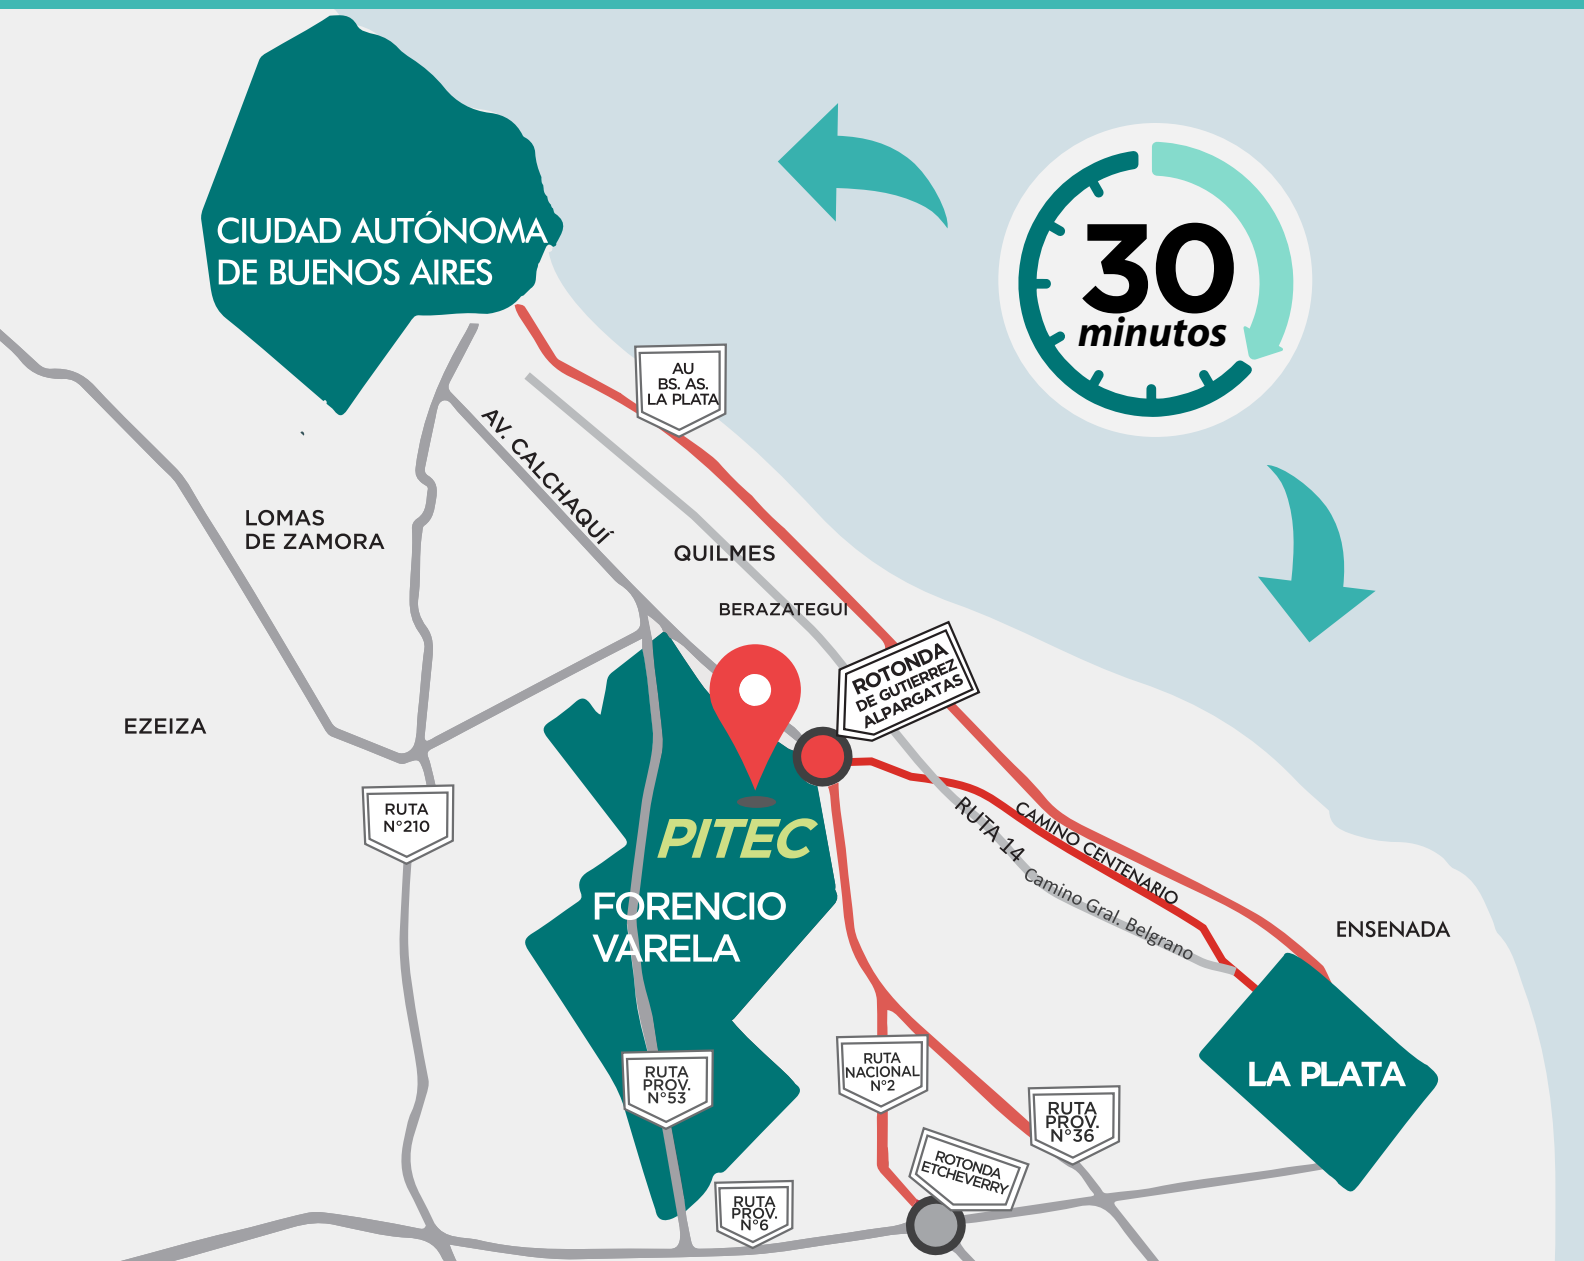 CIUDAD AUTÓNOMA
DE BUENOS AIRES
30
minutos
AU
BS. AS.
LA PLATA
AV. CALCHAQUÍ
LOMAS
DE ZAMORA
QUILMES
BERAZATEGUI
ROTONDA
DE GUTIERREZ
ALPARGATAS
EZEIZA
RUTA
N°210
PITEC
FORENCIO
VARELA
RUTA 14
CAMINO CENTENARIO
Camino Gral. Belgrano
ENSENADA
LA PLATA
RUTA
PROV.
N°53
RUTA
NACIONAL
N°2
RUTA
PROV.
N°36
ROTONDA
ETCHEVERRY
RUTA
PROV.
N°6